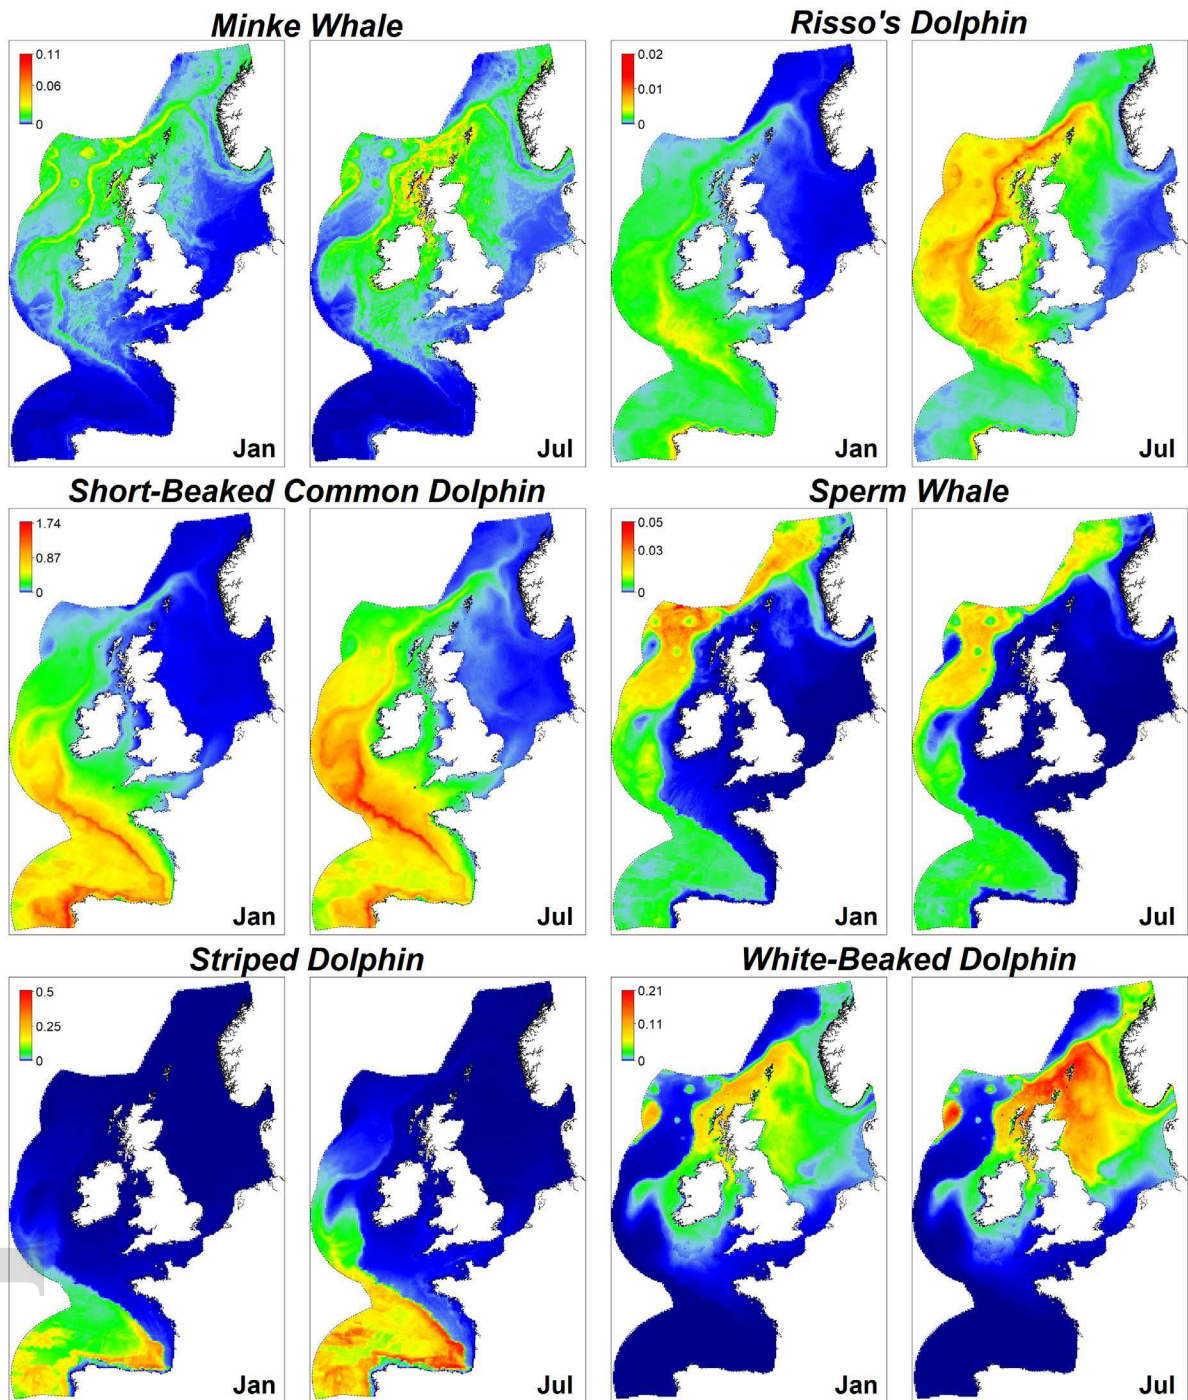 Minke Whale
Risso's Dolphin
0.11
0.06
0
Jan
Jul
0.02
0.01
0
Jan
Jul
Short-Beaked Common Dolphin
Sperm Whale
1.74
0.87
0
Jan
Jul
0.05
0.03
0
Jan
Jul
Striped Dolphin
White-Beaked Dolphin
0.5
0.25
0
Jan
Jul
0.21
0.11
0
Jan
Jul